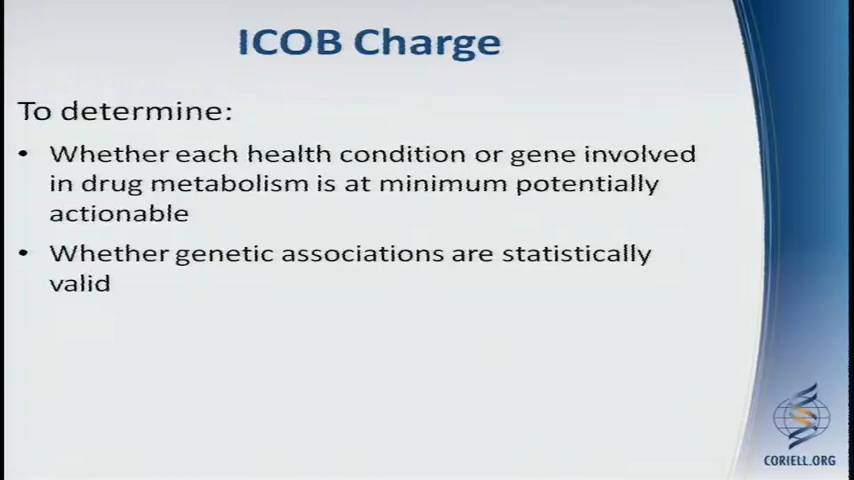 ICOB Charge
To determine:
• Whether each health condition or gene involved
in drug metabolism is at minimum potentially
actionable
• Whether genetic associations are statistically
valid
CORIELL.ORG